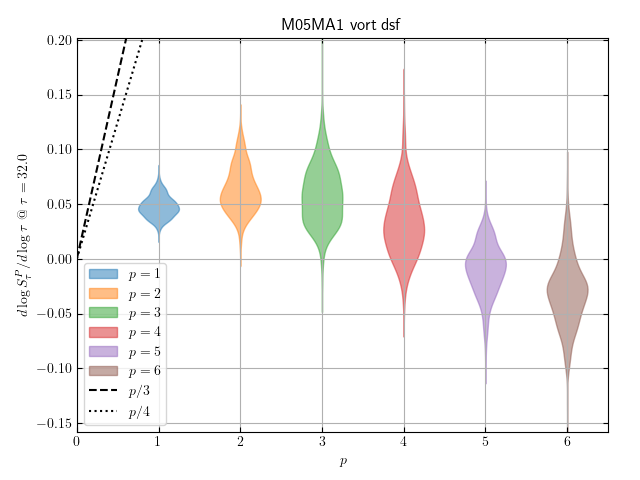 M05MA1 vort dsf
d log S_τ^P/d log τ @ τ = 32.0
0.20
0.15
0.10
0.05
0.00
−0.05
−0.10
−0.15
p = 1
p = 2
p = 3
p = 4
p = 5
p = 6
p/3
p/4
0 1 2 3 4 5 6
p